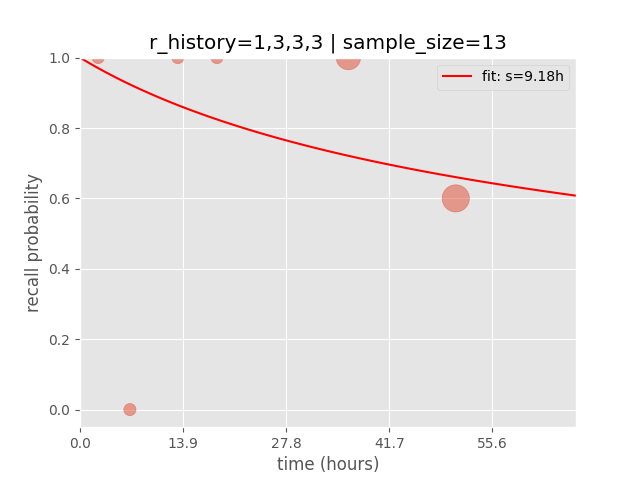 r_history=1,3,3,3 | sample_size=13
fit: s=9.18h
recall probability
1.0
0.8
0.6
0.4
0.2
0.0
0.0 13.9 27.8 41.7 55.6
time (hours)